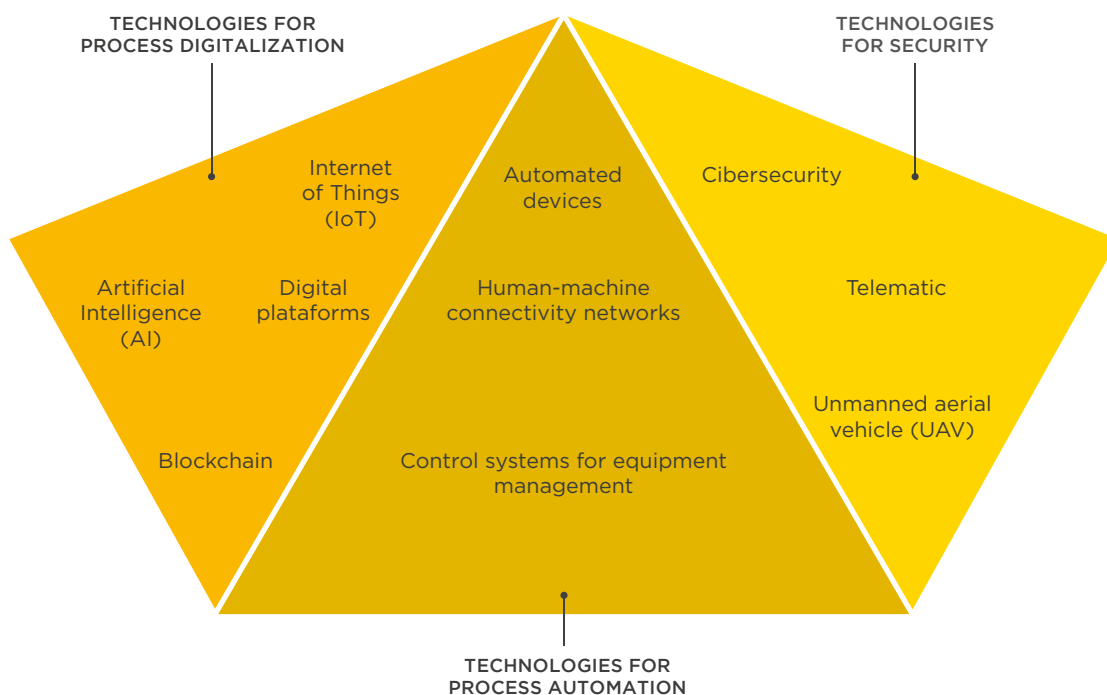 TECHNOLOGIES FOR
PROCESS DIGITALIZATION
TECHNOLOGIES
FOR SECURITY
Internet
of Things
(IoT)
Artificial
Intelligence
(AI)
Digital
plataforms
Blockchain
Automated
devices
Human-machine
connectivity networks
Control systems for equipment
management
Cibersecurity
Telematic
Unmanned aerial
vehicle (UAV)
TECHNOLOGIES FOR
PROCESS AUTOMATION